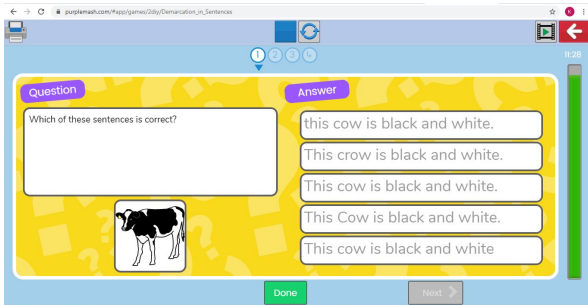 purplemash.com/#app/games/2diy/Demarcation_in_Sentences
K
1 2 3 4
11:28
Question
Which of these sentences is correct?
Answer
this cow is black and white.
This crow is black and white.
This cow is black and white.
This Cow is black and white.
This cow is black and white
Done
Next